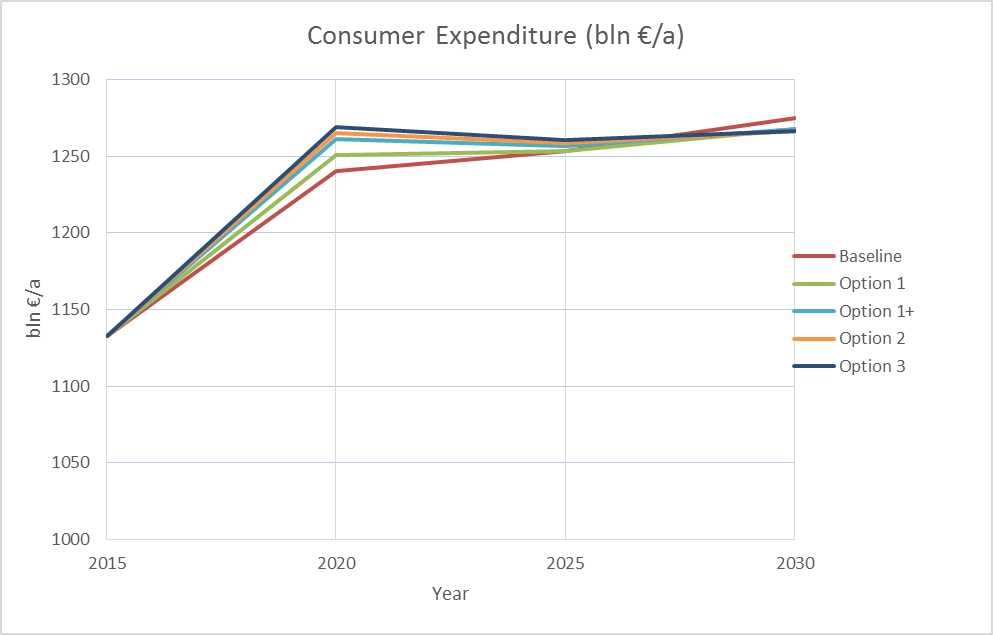 Consumer Expenditure (bln €/a)
1300
1250
1200
1150
1100
1050
1000
bln €/a
2015 2020 2025 2030
Year
Baseline
Option 1
Option 1+
Option 2
Option 3